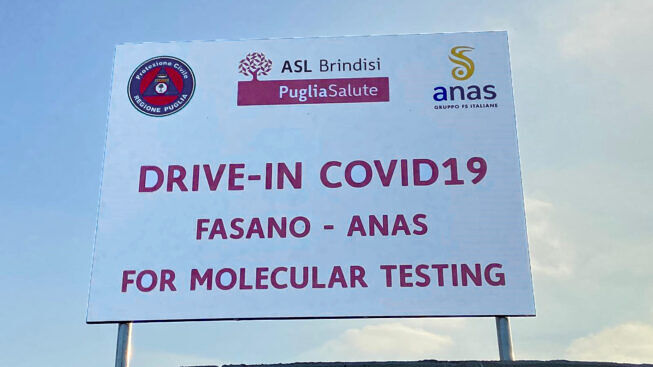 Protezione Civile
REGIONE PUGLIA
ASL Brindisi
PugliaSalute
anas
GRUPPO FS ITALIANE
DRIVE-IN COVID19
FASANO - ANAS
FOR MOLECULAR TESTING